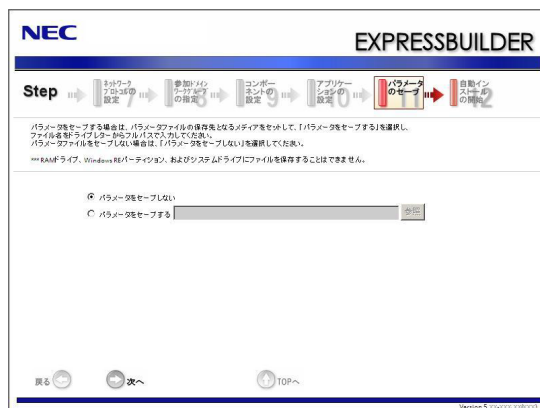 NEC
EXPRESSBUILDER
Step
ネットワーク
プロトコルの
設定
7
参加ドメイン
ワークグループ
の指定
8
コンポー
ネントの
設定
9
アプリケー
ションの
設定
10
パラメータ
のセーブ
11
自動イン
ストール
の開始
12
パラメータをセーブする場合は、パラメータファイルの保存先となるメディアをセットして、「パラメータをセーブする」を選択し、
ファイル名をドライブレターからフルパスで入力してください。
パラメータファイルをセーブしない場合は、「パラメータをセーブしない」を選択してください。
*** RAMドライブ、Windows REパーティション、およびシステムドライブにファイルを保存することはできません。
パラメータをセーブしない
パラメータをセーブする
参照
戻る
次へ
TOPへ
Version 5